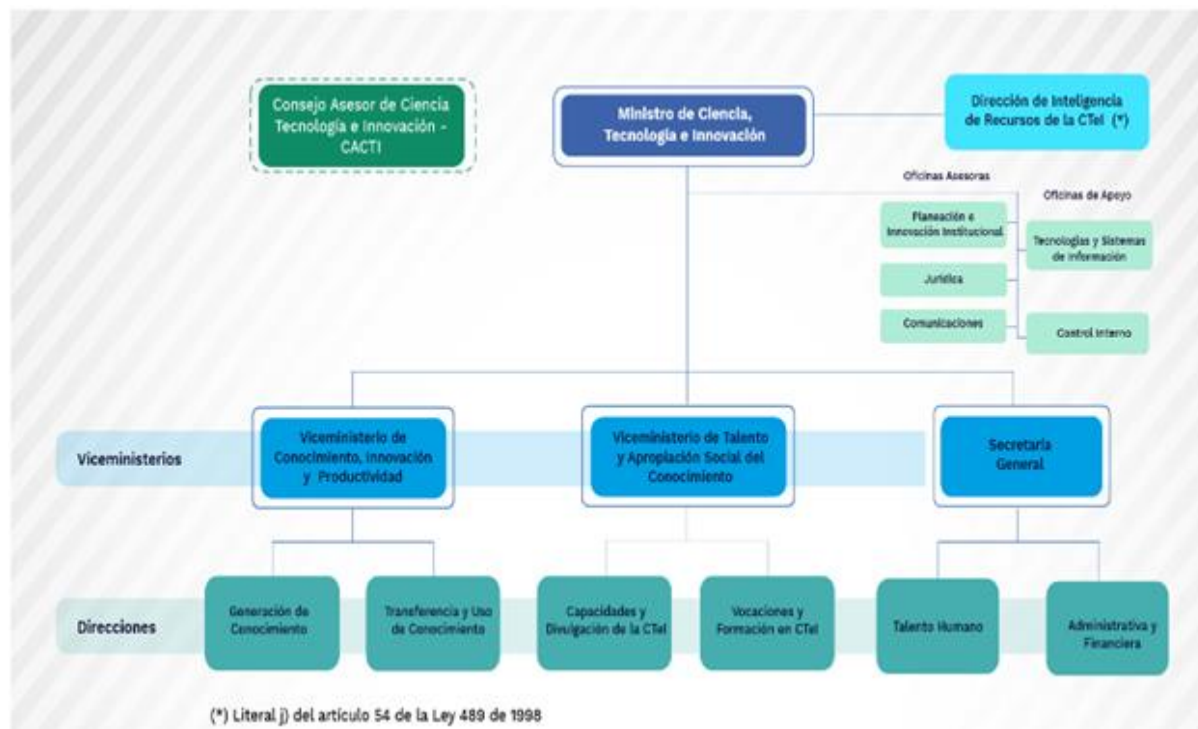 Consejo Asesor de Ciencia
Tecnología e Innovación -
CACTI
Ministro de Ciencia,
Tecnología e Innovación
Dirección de Inteligencia
de Recursos de la CTeI (*)
Oficinas Asesoras
Oficinas de Apoyo
Planeación e
Innovación Institucional
Tecnologías y Sistemas
de Información
Jurídica
Comunicaciones
Control Interno
Viceministerios
Viceministerio de
Conocimiento, Innovación
y Productividad
Viceministerio de Talento
y Apropiación Social del
Conocimiento
Secretaria
General
Direcciones
Generación de
Conocimiento
Transferencia y Uso
de Conocimiento
Capacidades y
Divulgación de la CTeI
Vocaciones y
Formación en CTeI
Talento Humano
Administrativa y
Financiera
(*) Literal j) del artículo 54 de la Ley 489 de 1998